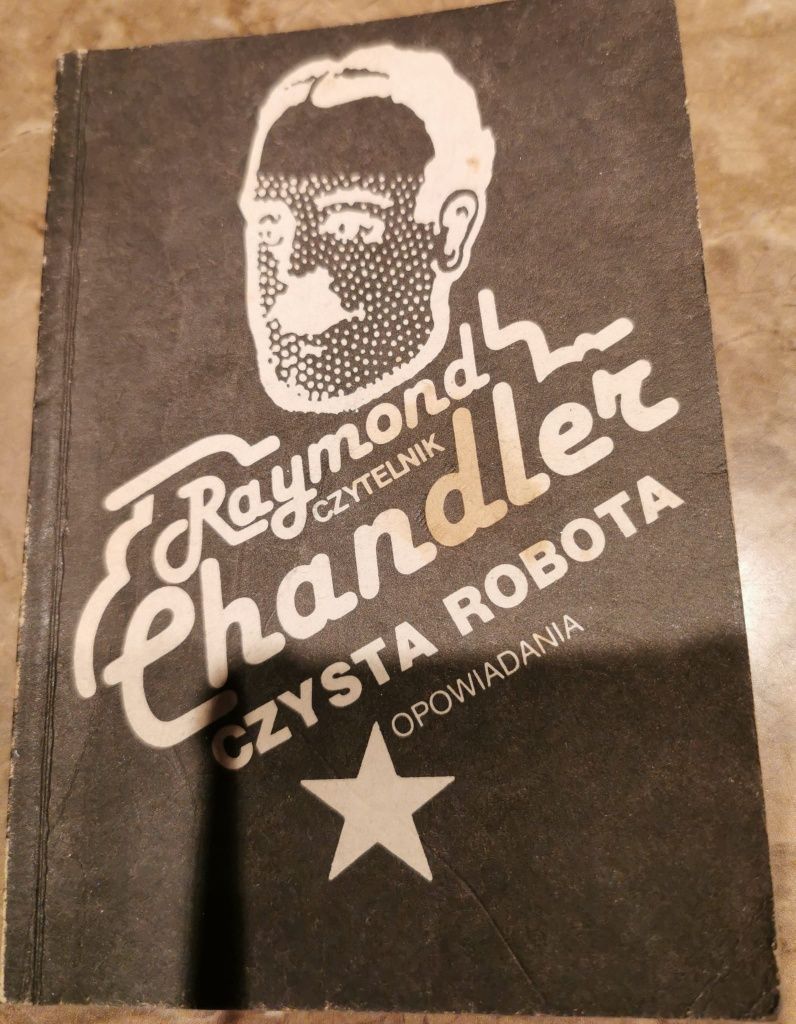 Raymond
CZYTELNIK
Chandler
CZYSTA ROBOTA
OPOWIADANIA